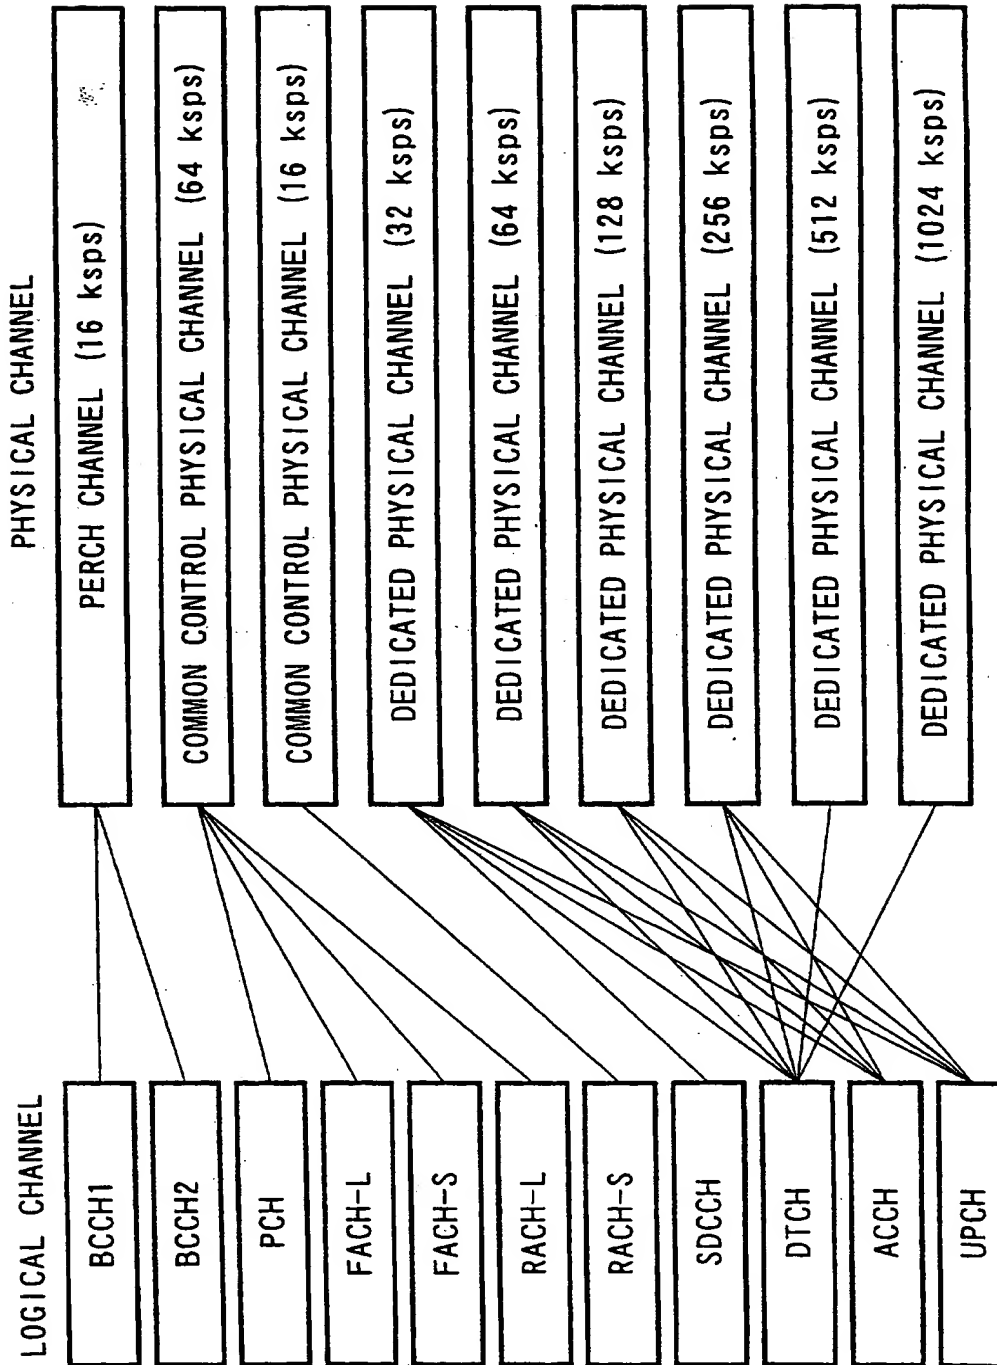 LOGICAL CHANNEL
BCCH1
BCCH2
PCH
FACH-L
FACH-S
RACH-L
RACH-S
SDCCH
DTCH
ACCH
UPCH
PHYSICAL CHANNEL
PERCH CHANNEL (16 ksps)
COMMON CONTROL PHYSICAL CHANNEL (64 ksps)
COMMON CONTROL PHYSICAL CHANNEL (16 ksps)
DEDICATED PHYSICAL CHANNEL (32 ksps)
DEDICATED PHYSICAL CHANNEL (64 ksps)
DEDICATED PHYSICAL CHANNEL (128 ksps)
DEDICATED PHYSICAL CHANNEL (256 ksps)
DEDICATED PHYSICAL CHANNEL (512 ksps)
DEDICATED PHYSICAL CHANNEL (1024 ksps)